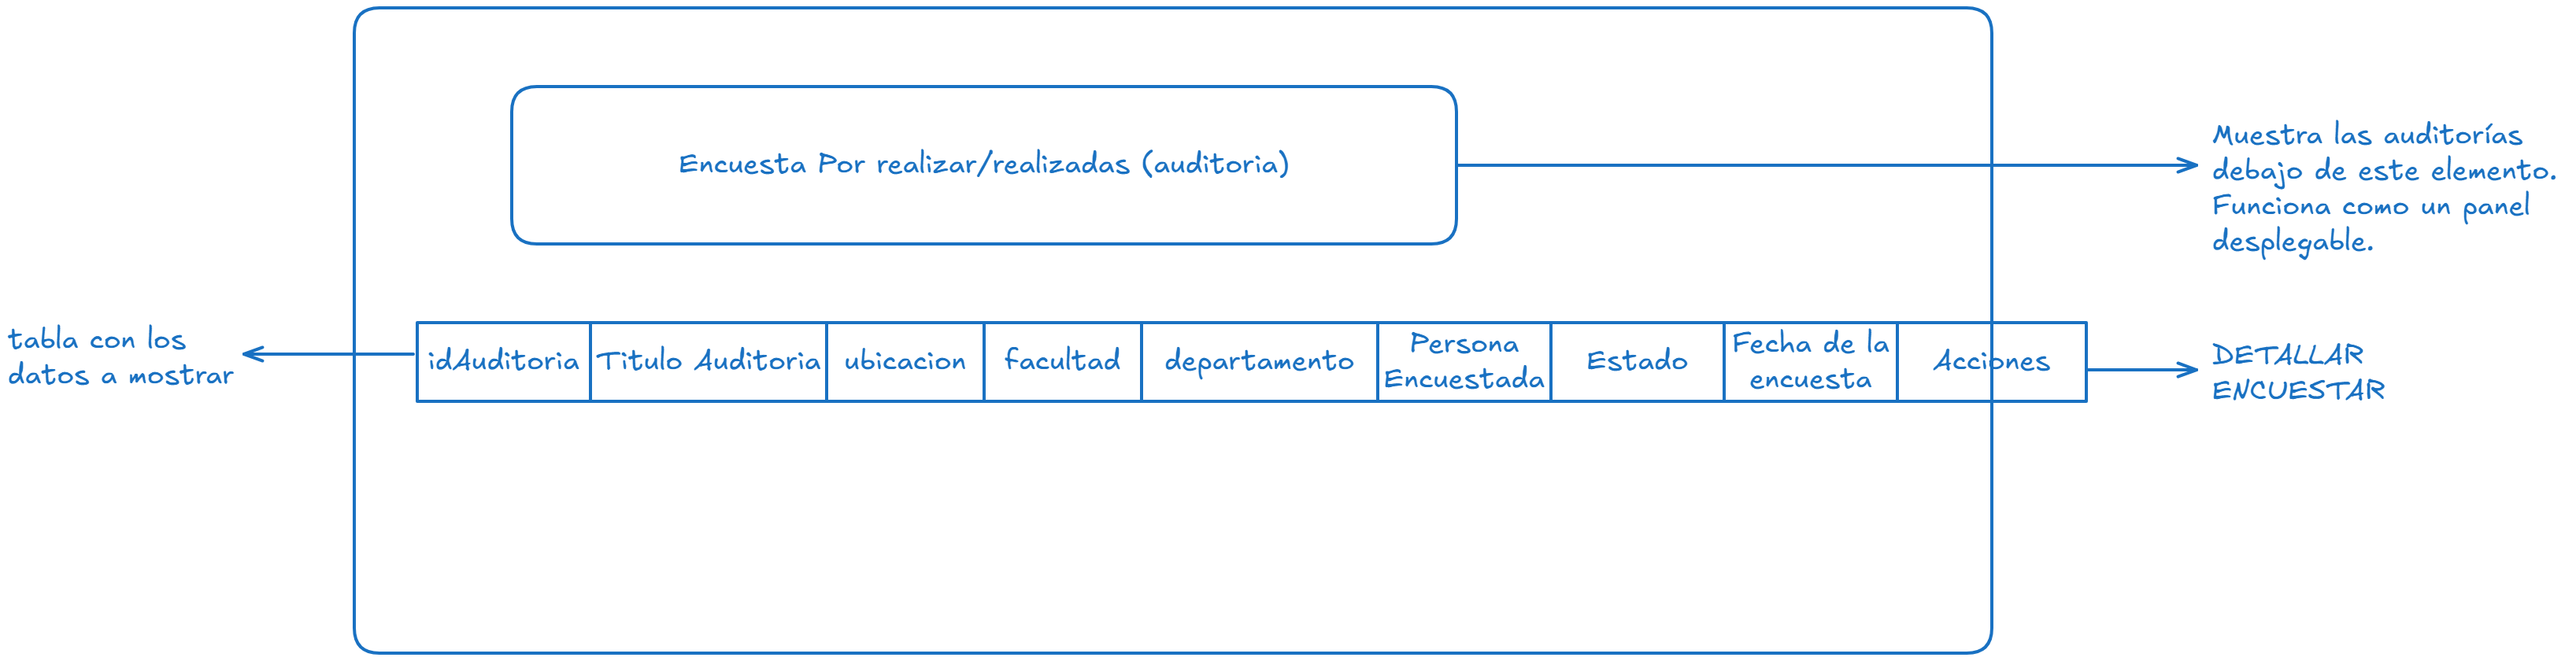 Encuesta Por realizar/realizadas (auditoria)
Muestra las auditorías
debajo de este elemento.
Funciona como un panel
desplegable.
tabla con los
datos a mostrar
idAuditoria
Titulo Auditoria
ubicacion
facultad
departamento
Persona
Encuestada
Estado
Fecha de la
encuesta
Acciones
DETALLAR
ENCUESTAR